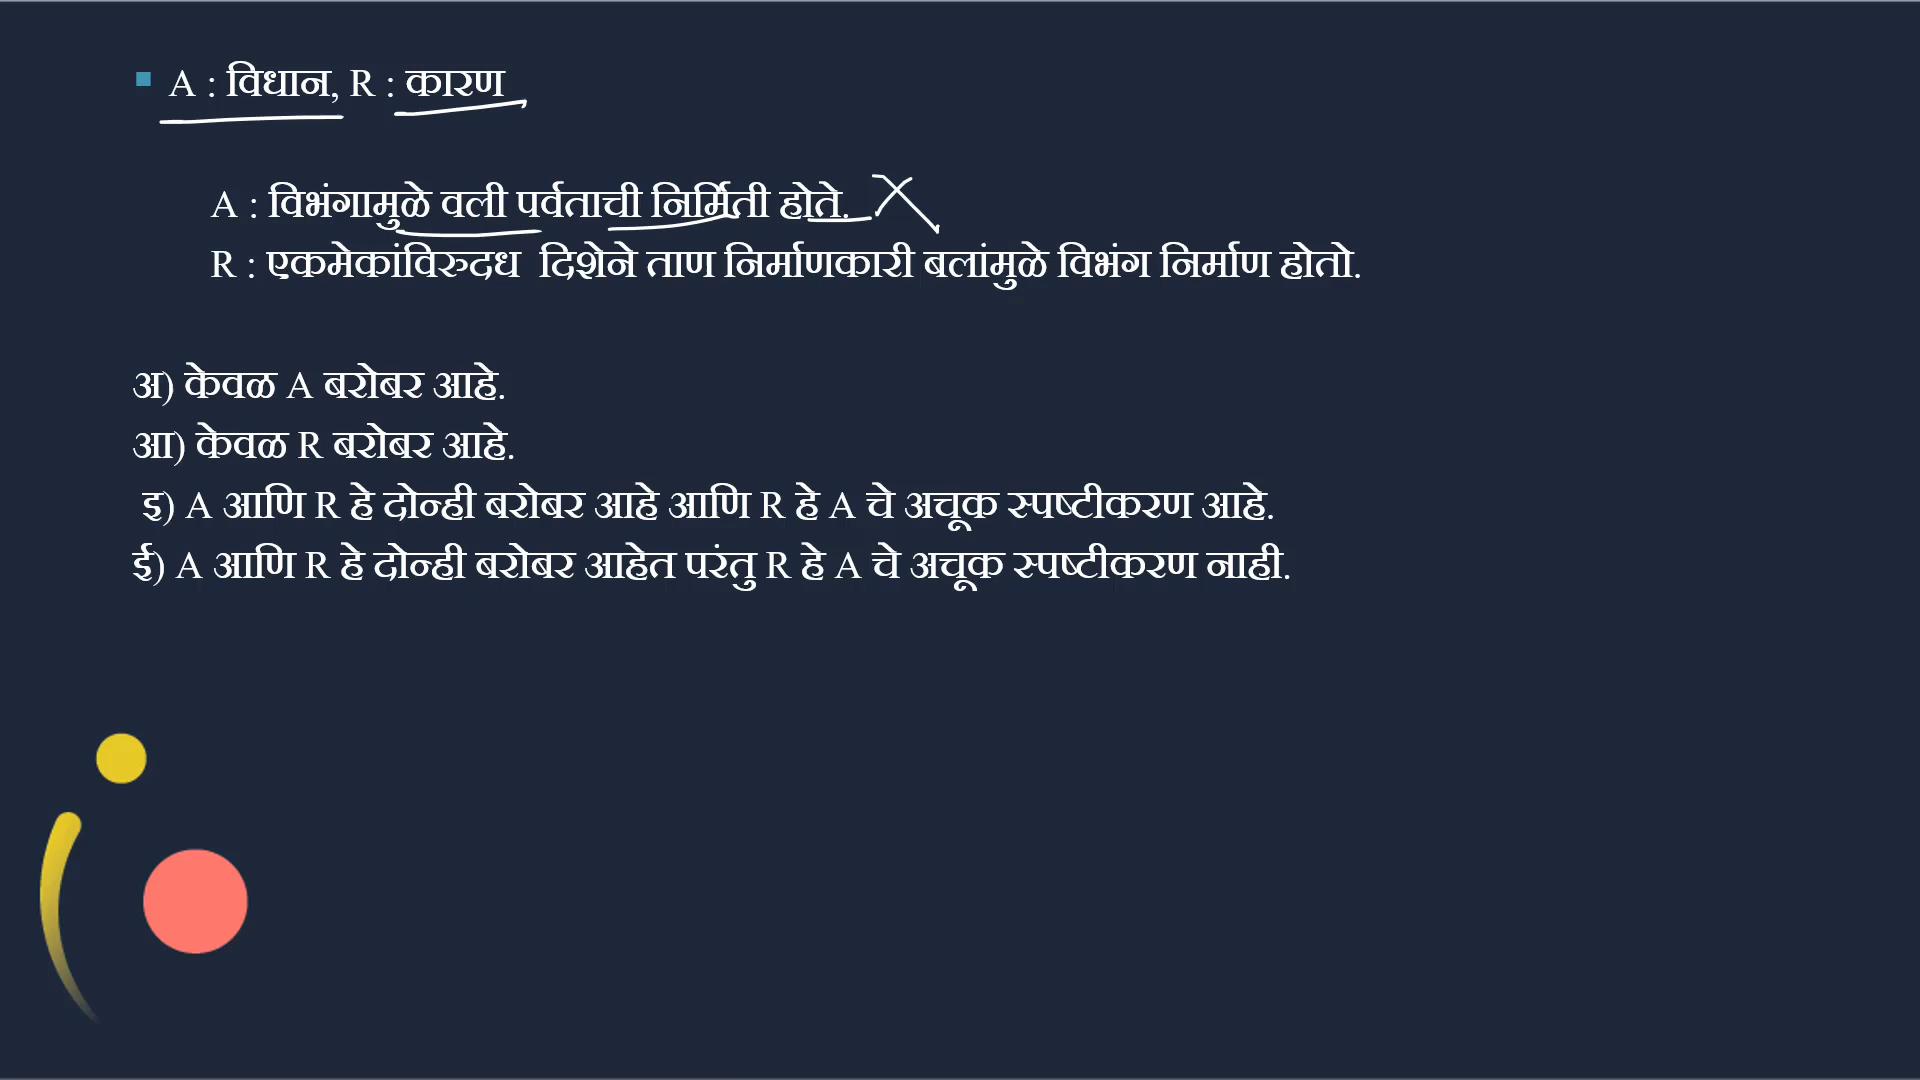 A : विधान, R : कारण
A : विभंगामुळे वली पर्वताची निर्मिती होते.
R : एकमेकांविरुदध दिशेने ताण निर्माणकारी बलांमुळे विभंग निर्माण होतो.
अ) केवळ A बरोबर आहे.
आ) केवळ R बरोबर आहे.
इ) A आणि R हे दोन्ही बरोबर आहे आणि R हे A चे अचूक स्पष्टीकरण आहे.
ई) A आणि R हे दोन्ही बरोबर आहेत परंतु R हे A चे अचूक स्पष्टीकरण नाही.